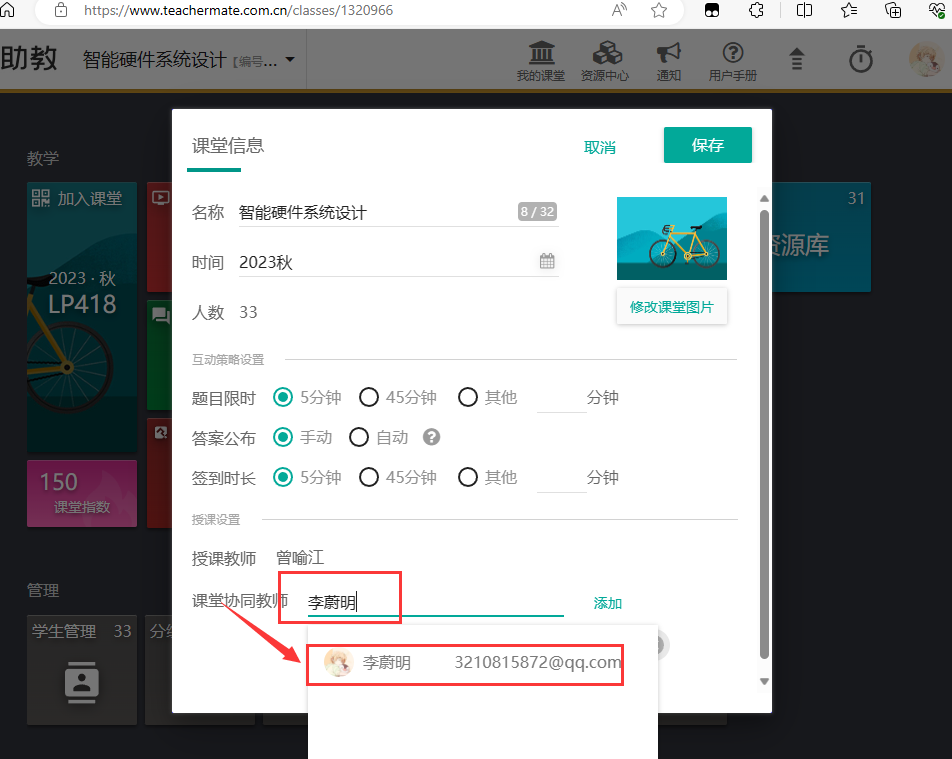 https://www.teachermate.com.cn/classes/1320966
助教
智能硬件系统设计 [编号...
我的课堂
资源中心
通知
用户手册
教学
加入课堂
2023 · 秋
LP418
150
课堂指数
管理
学生管理 33
31
资源库
课堂信息
取消
保存
名称 智能硬件系统设计 8 / 32
时间 2023秋
人数 33
修改课堂图片
互动策略设置
题目限时 5分钟 45分钟 其他 分钟
答案公布 手动 自动 ?
签到时长 5分钟 45分钟 其他 分钟
授课设置
授课教师 曾喻江
课堂协同教师 李蔚明 添加
李蔚明 3210815872@qq.com